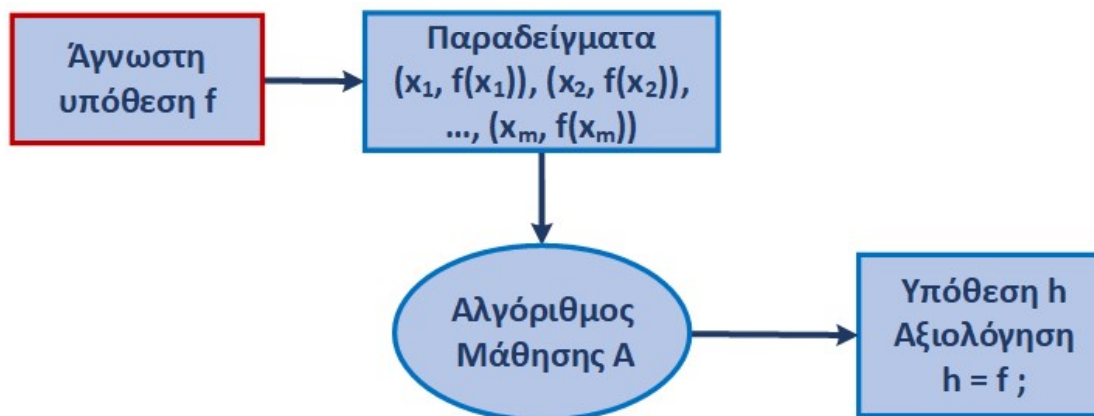 Άγνωστη
υπόθεση f
Παραδείγματα
(x₁, f(x₁)), (x₂, f(x₂)),
..., (xₘ, f(xₘ))
Αλγόριθμος
Μάθησης Α
Υπόθεση h
Αξιολόγηση
h = f ;